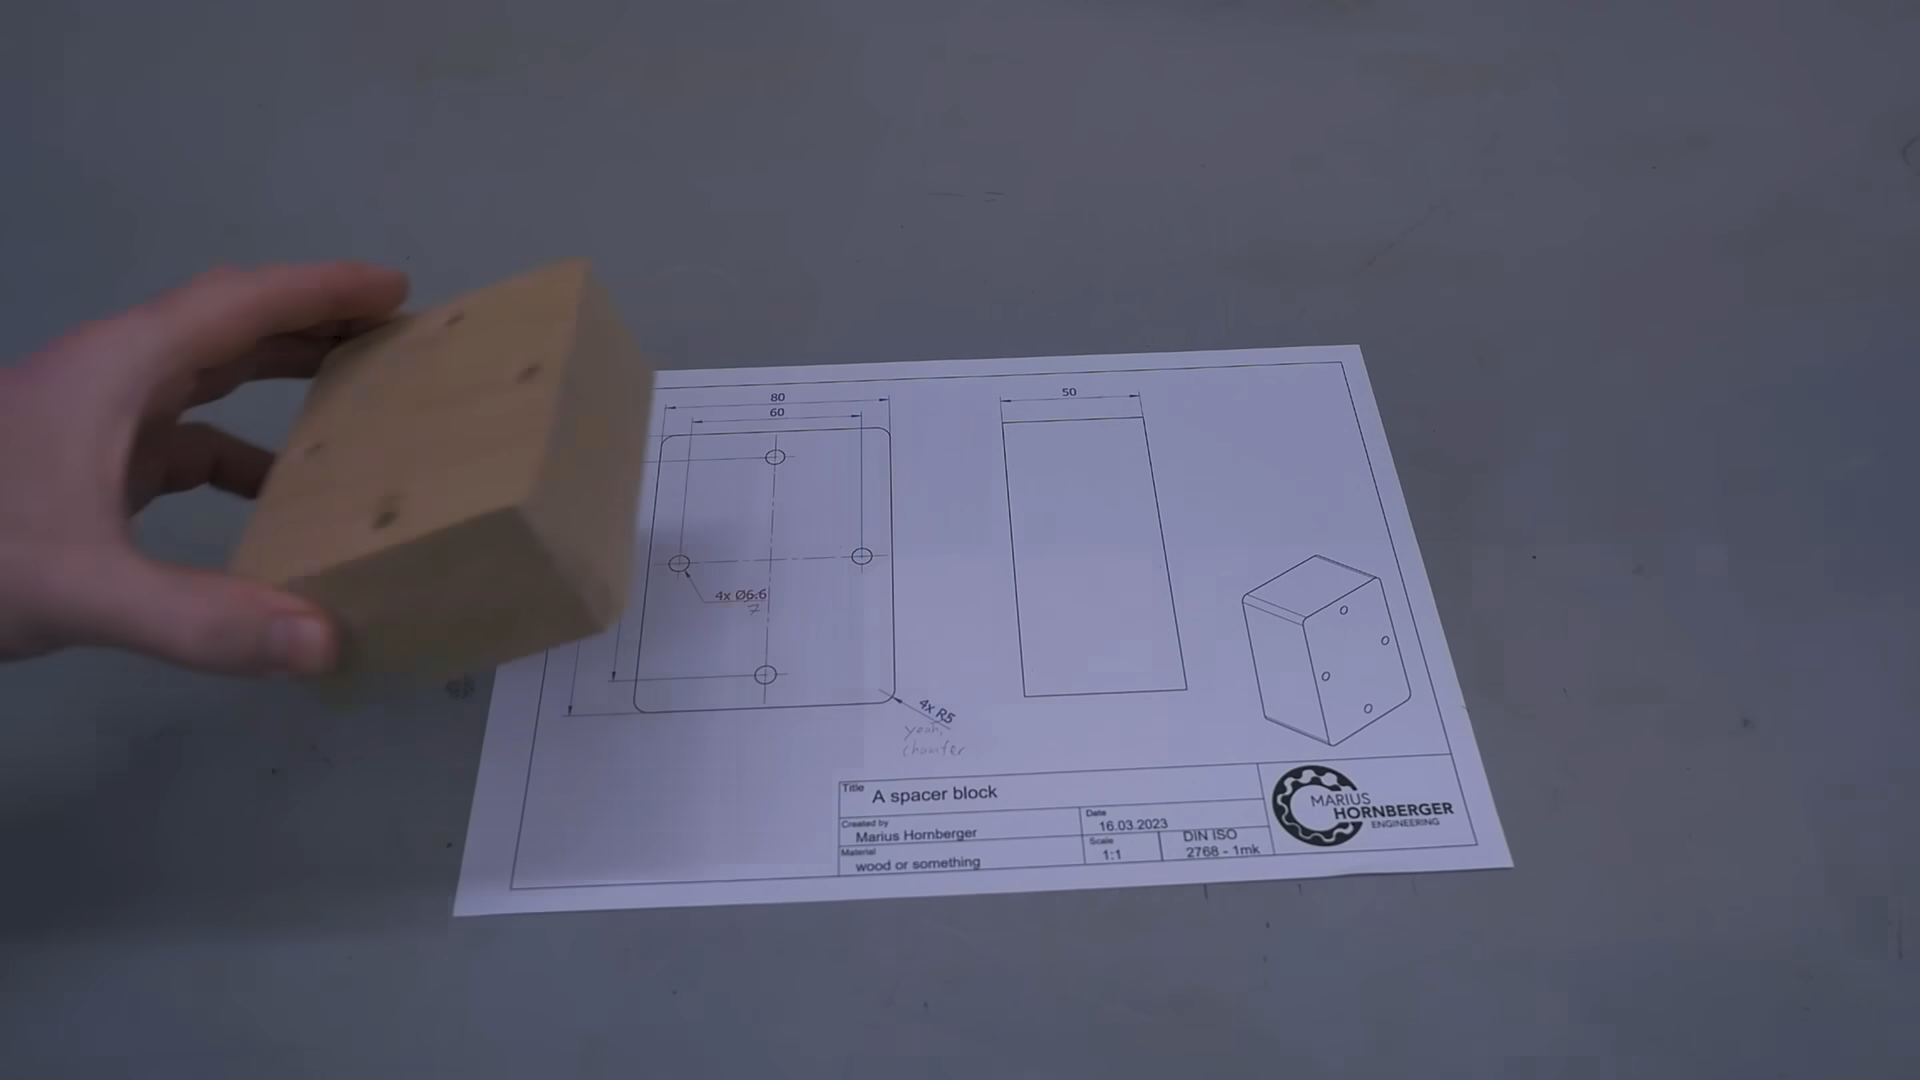 80
60
50
4x Ø6.6
7
4x R5
yeah,
chamfer
Title
A spacer block
Created by
Marius Hornberger
Date
16.03.2023
Material
wood or something
Scale
1:1
DIN ISO
2768 - 1mk
MARIUS
HORNBERGER
ENGINEERING